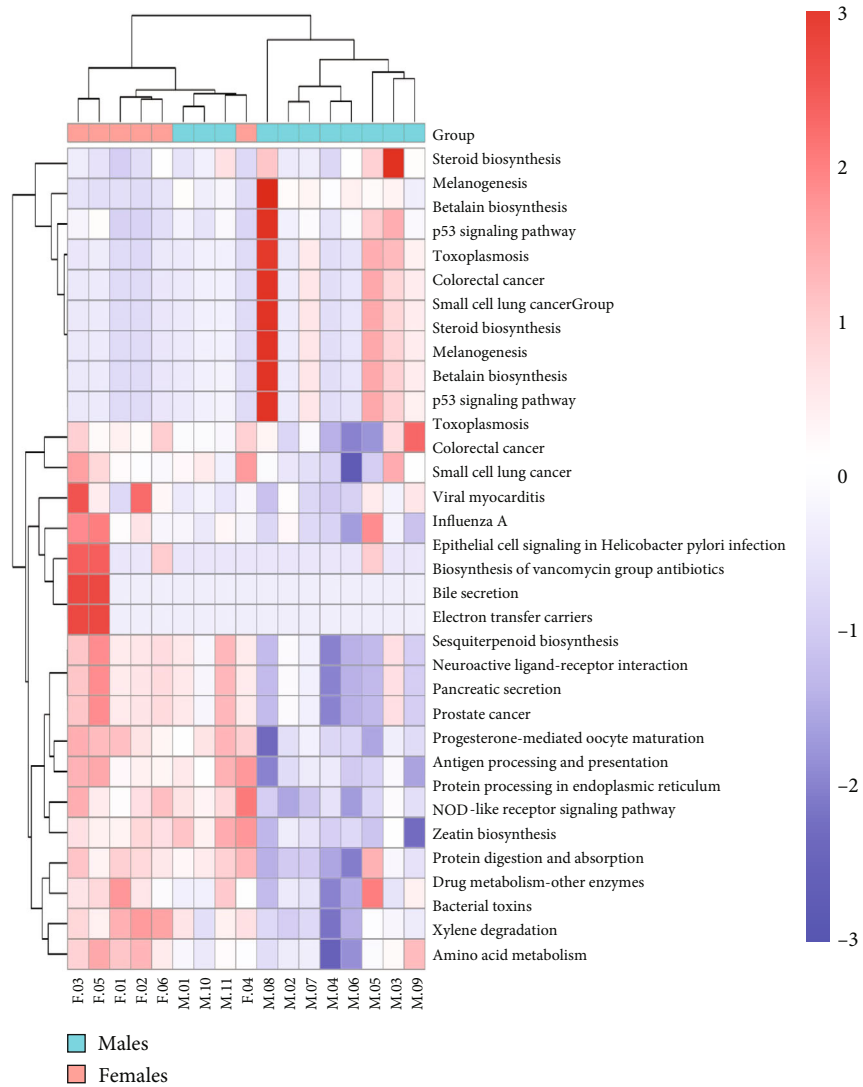 Group
Steroid biosynthesis
Melanogenesis
Betalain biosynthesis
p53 signaling pathway
Toxoplasmosis
Colorectal cancer
Small cell lung cancerGroup
Steroid biosynthesis
Melanogenesis
Betalain biosynthesis
p53 signaling pathway
Toxoplasmosis
Colorectal cancer
Small cell lung cancer
Viral myocarditis
Influenza A
Epithelial cell signaling in Helicobacter pylori infection
Biosynthesis of vancomycin group antibiotics
Bile secretion
Electron transfer carriers
Sesquiterpenoid biosynthesis
Neuroactive ligand-receptor interaction
Pancreatic secretion
Prostate cancer
Progesterone-mediated oocyte maturation
Antigen processing and presentation
Protein processing in endoplasmic reticulum
NOD-like receptor signaling pathway
Zeatin biosynthesis
Protein digestion and absorption
Drug metabolism-other enzymes
Bacterial toxins
Xylene degradation
Amino acid metabolism
3
2
1
0
−1
−2
−3
F.03 F.05 F.01 F.02 F.06 M.01 M.10 M.11 F.04 M.08 M.02 M.07 M.04 M.06 M.05 M.03 M.09
Males
Females